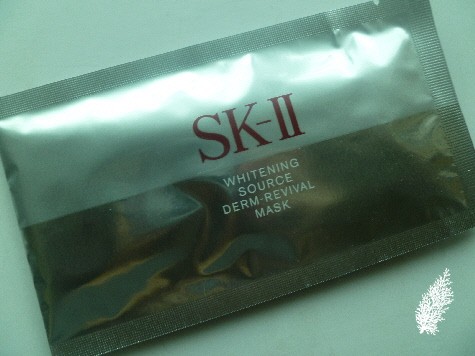 SK-II
WHITENING
SOURCE
DERM-REVIVAL
MASK